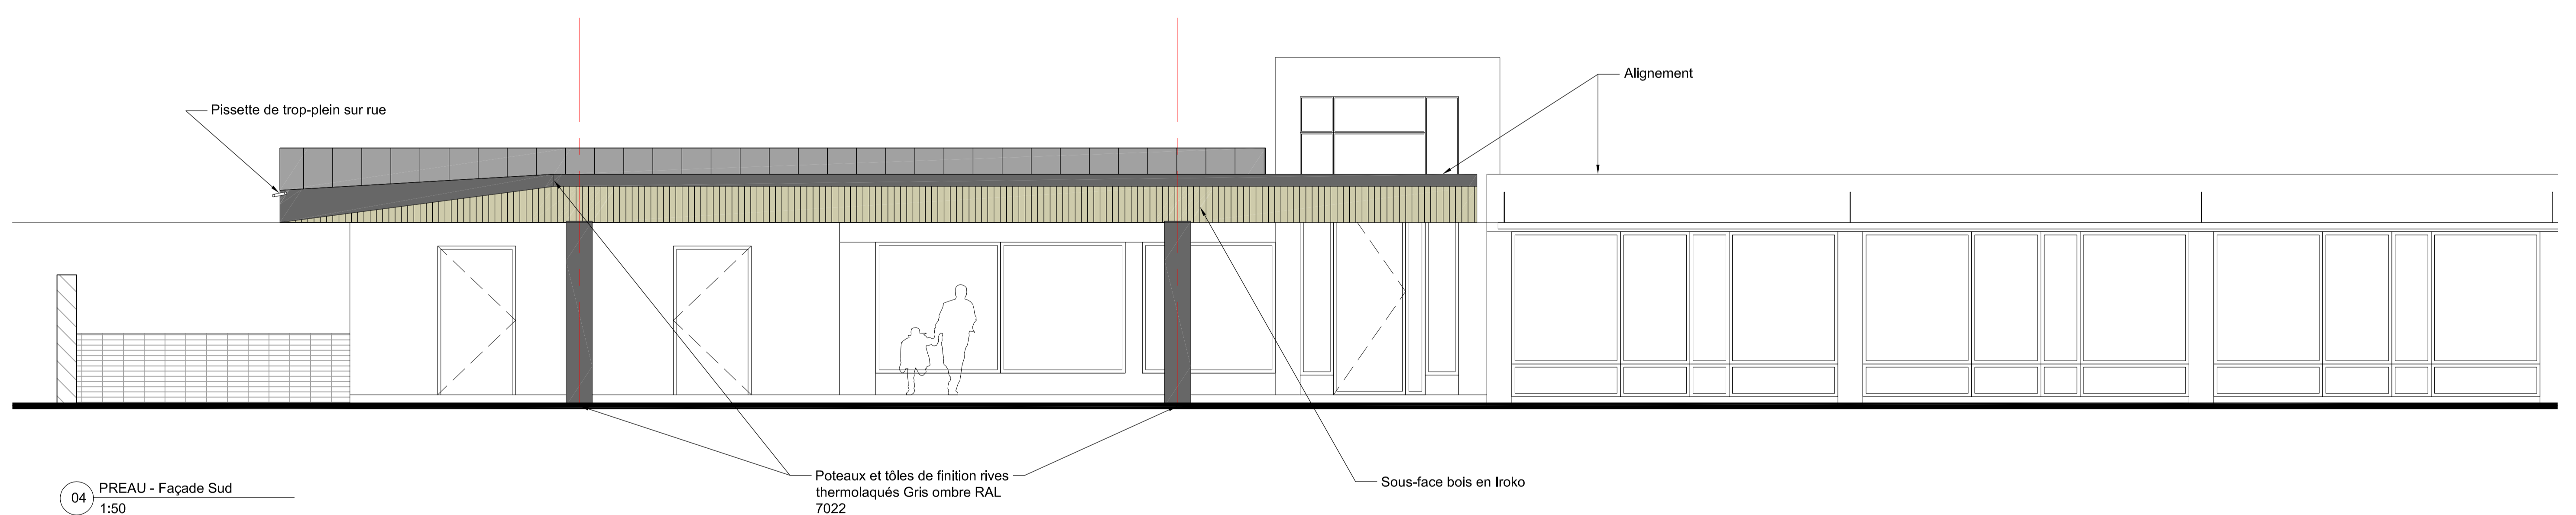 Alignement
Pissette de trop-plein sur rue
Poteaux et tôles de finition rives
thermolaqués Gris ombre RAL
7022
Sous-face bois en Iroko
04
PREAU - Façade Sud
1:50